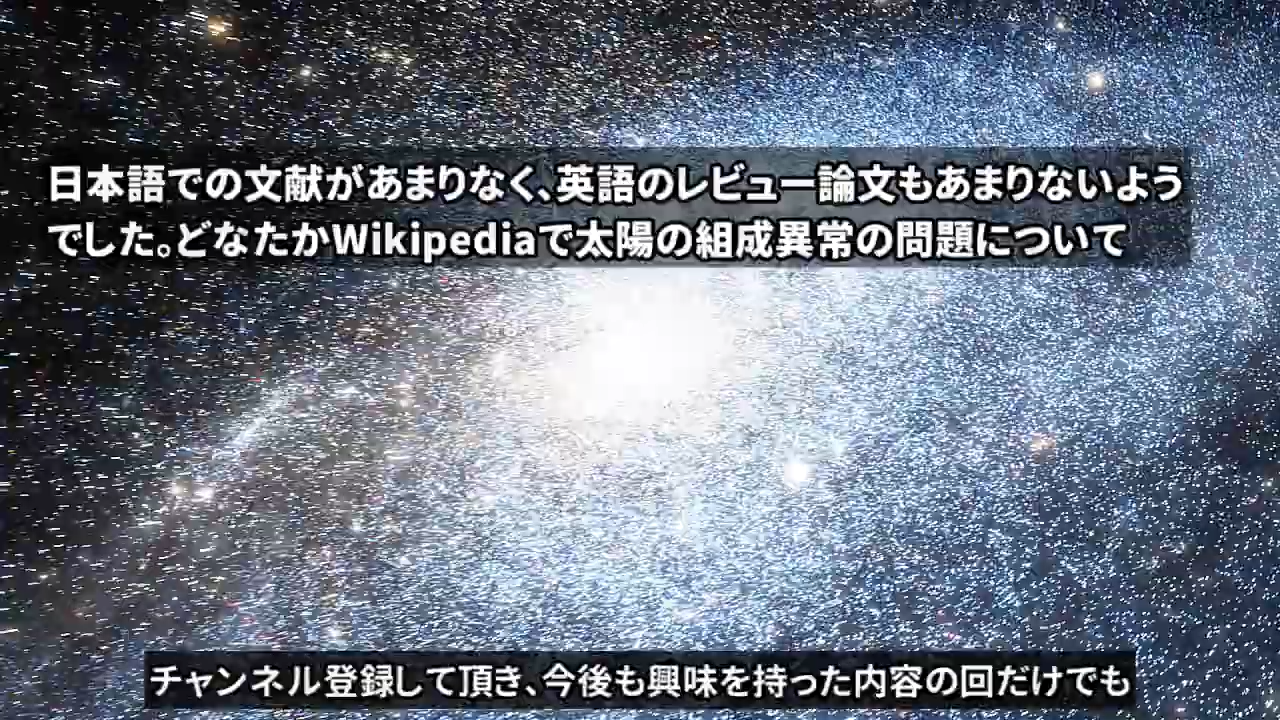 日本語での文献があまりなく、英語のレビュー論文もあまりないよう
でした。どなたかWikipediaで太陽の組成異常の問題について
チャンネル登録して頂き、今後も興味を持った内容の回だけでも